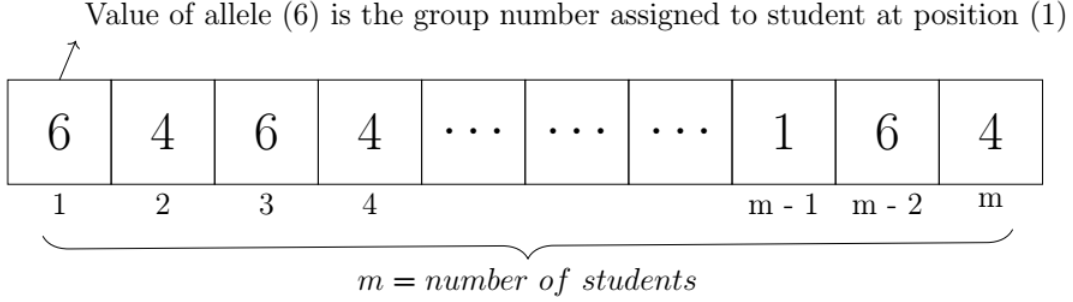 Value of allele (6) is the group number assigned to student at position (1)
6 4 6 4 ··· ··· ··· 1 6 4
1 2 3 4 m - 1 m - 2 m
m = number of students